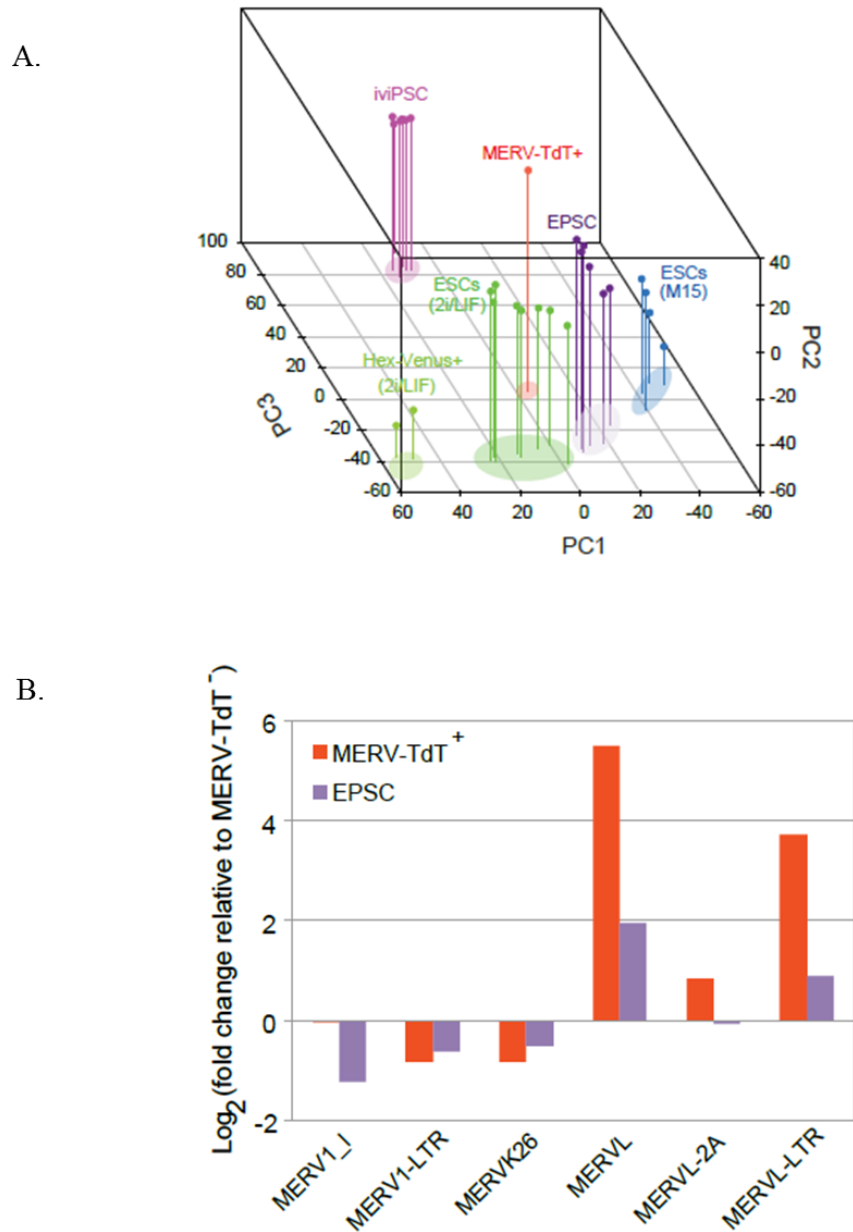 A.
iviPSC
MERV-TdT+
EPSC
ESCs
(M15)
ESCs
(2i/LIF)
Hex-Venus+
(2i/LIF)
100
80
60
40
20
0
-20
-40
-60
PC3
40
20
0
-20
-40
-60
PC2
60
40
20
0
20
-40
-60
PC1
B.
Log2 (fold change relative to MERV-TdT-)
6
4
2
0
-2
MERV-TdT+
EPSC
MERV1_I
MERV1-LTR
MERVK26
MERVL
MERVL-2A
MERVL-LTR